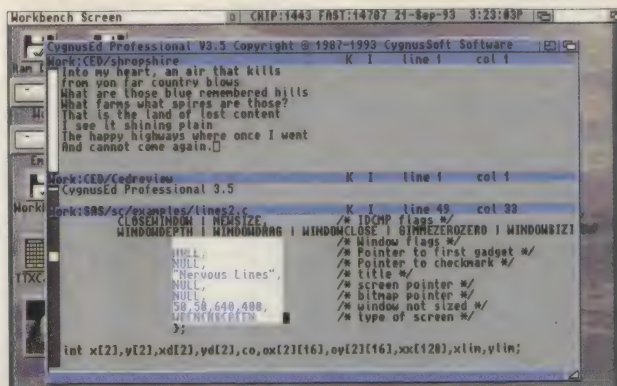 Workbench Screen CHIP:1443 FAST:14707 21-Sep-93 3:23:03P
CygnusEd Professional V3.5 Copyright © 1987-1993 CygnusSoft Software
Work:CED/shropshire K I line 1 col 1
Into my heart, an air that kills
from yon far country blows
What are those blue remembered hills
What farms what spires are those?
That is the land of lost content
I see it shining plain
The happy highways where once I went
And cannot come again.
Work:CED/Cedreview K I line 1 col 1
CygnusEd Professional 3.5
Work:SAS/sc/examples/lines2.c line 49 col 33
CLOSEWINDOW | NEWSIZE, /* IDCMP flags */
WINDOWDEPTH | WINDOWDRAG | WINDOWCLOSE | GIMMEZEROZERO | WINDOWSIZI
/* Window flags */
NULL, /* Pointer to first gadget */
NULL, /* Pointer to checkmark */
"Nervous Lines", /* title */
NULL, /* screen pointer */
NULL, /* bitmap pointer */
50,50,640,400, /* window not sized */
WBENCHSCREEN /* type of screen */
};
int x[2],y[2],xd[2],yd[2],co,ox[2][16],oy[2][16],xx[128],xlim,ylim;